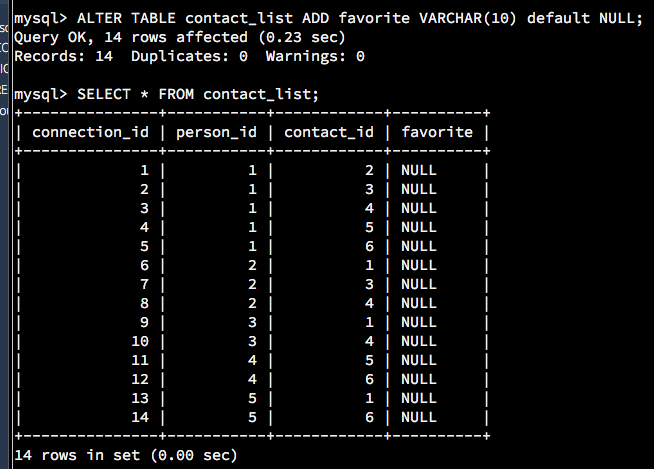 mysql> ALTER TABLE contact_list ADD favorite VARCHAR(10) default NULL;
Query OK, 14 rows affected (0.23 sec)
Records: 14  Duplicates: 0  Warnings: 0
mysql> SELECT * FROM contact_list;
+---------------+-----------+------------+----------+
| connection_id | person_id | contact_id | favorite |
+---------------+-----------+------------+----------+
|             1 |         1 |          2 | NULL     |
|             2 |         1 |          3 | NULL     |
|             3 |         1 |          4 | NULL     |
|             4 |         1 |          5 | NULL     |
|             5 |         1 |          6 | NULL     |
|             6 |         2 |          1 | NULL     |
|             7 |         2 |          3 | NULL     |
|             8 |         2 |          4 | NULL     |
|             9 |         3 |          1 | NULL     |
|            10 |         3 |          4 | NULL     |
|            11 |         4 |          5 | NULL     |
|            12 |         4 |          6 | NULL     |
|            13 |         5 |          1 | NULL     |
|            14 |         5 |          6 | NULL     |
+---------------+-----------+------------+----------+
14 rows in set (0.00 sec)